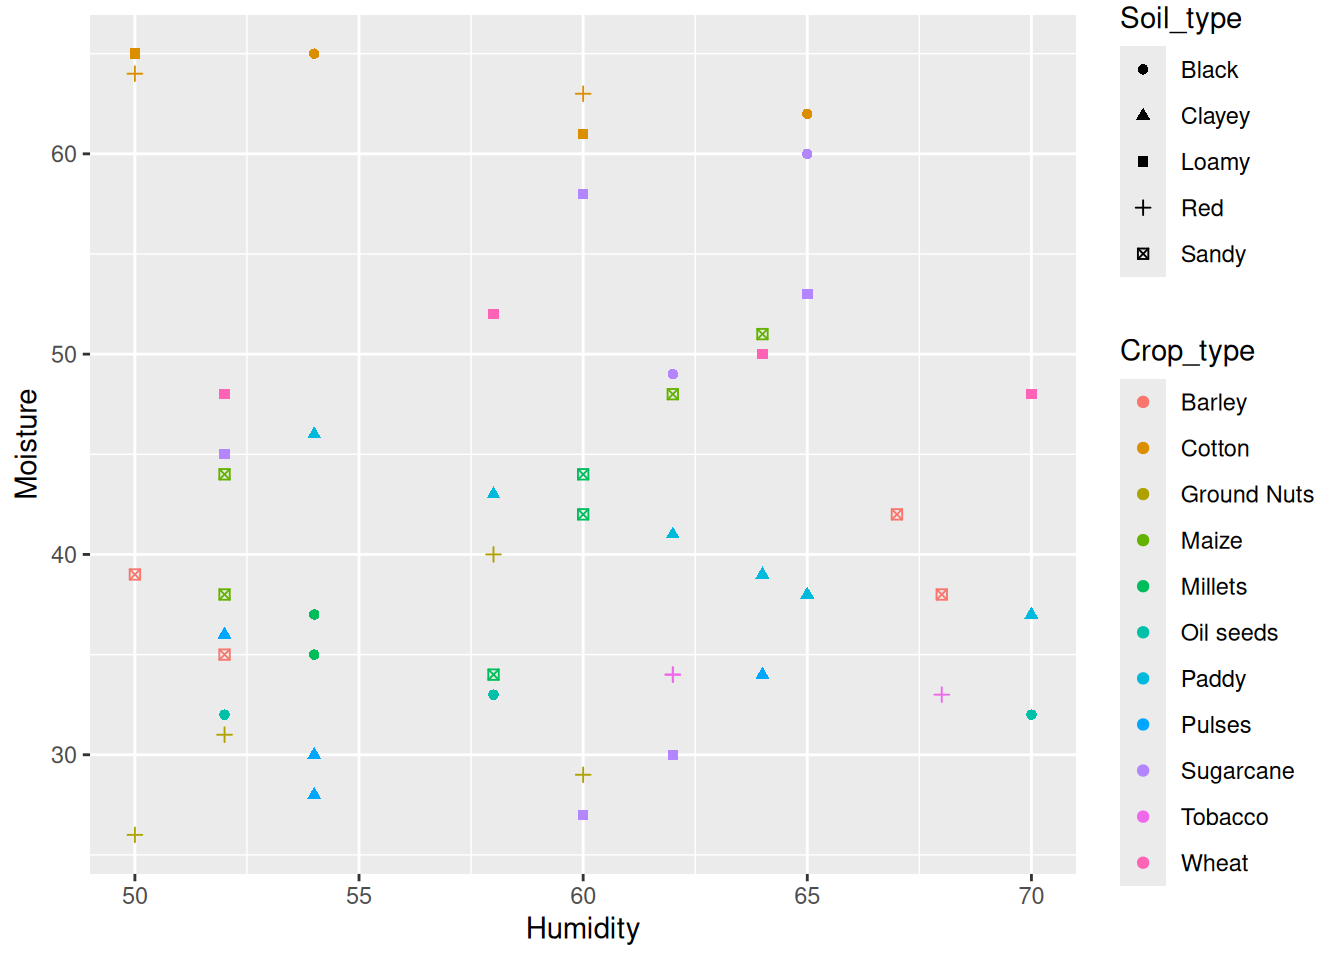 Moisture
60
50
40
30
50 55 60 65 70
Humidity
Soil_type
Black
Clayey
Loamy
Red
Sandy
Crop_type
Barley
Cotton
Ground Nuts
Maize
Millets
Oil seeds
Paddy
Pulses
Sugarcane
Tobacco
Wheat